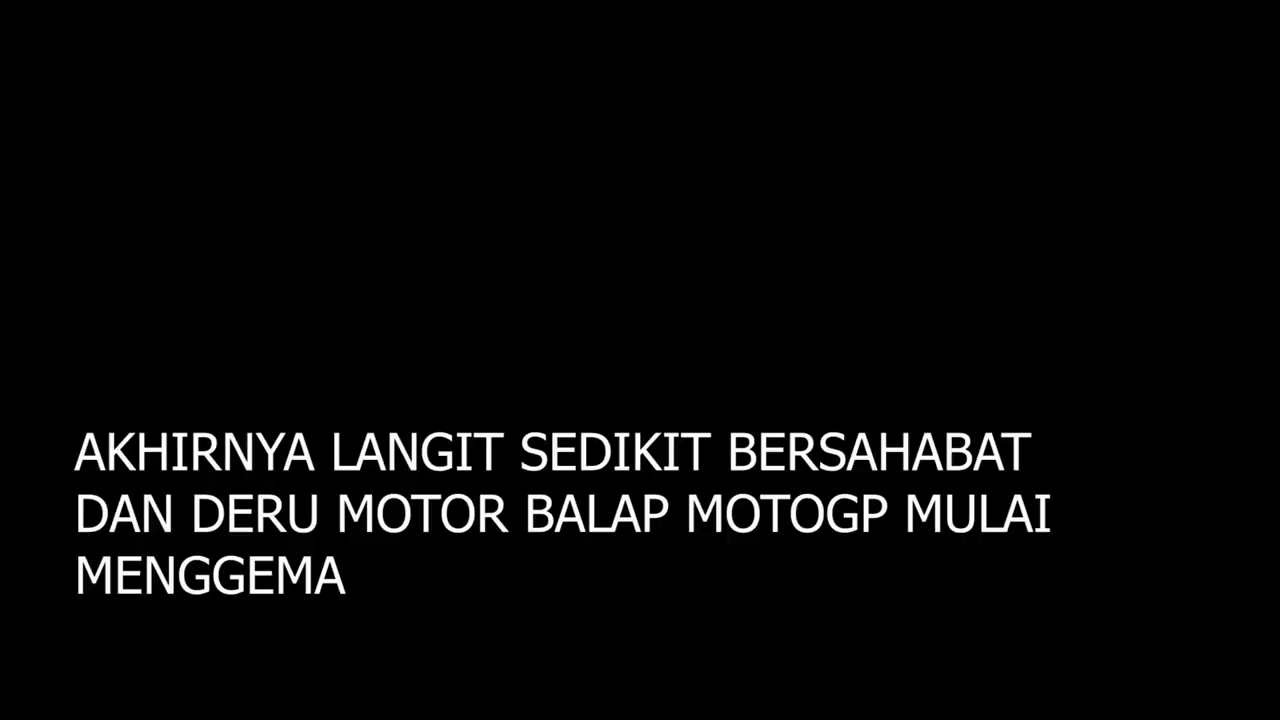 AKHIRNYA LANGIT SEDIKIT BERSAHABAT
DAN DERU MOTOR BALAP MOTOGP MULAI
MENGGEMA